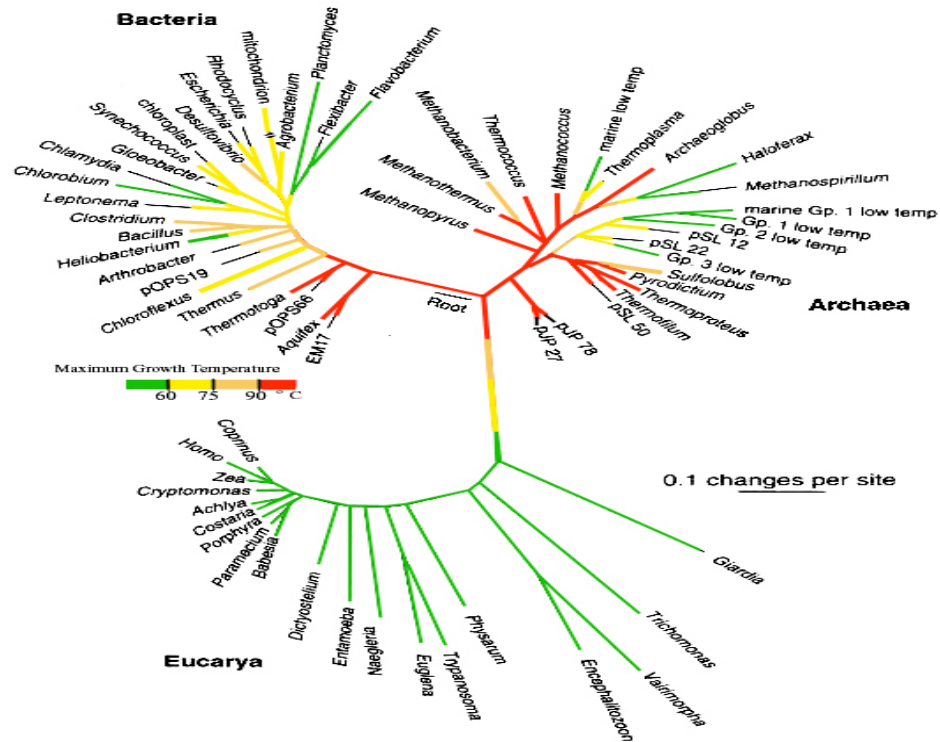 Bacteria
mitochondrion
Rhodocyclus
Escherichia
Desulfovibrio
chloroplast
Synechococcus
Gloeobacter
Chlamydia
Chlorobium
Leptonema
Clostridium
Bacillus
Heliobacterium
Arthrobacter
pOPS19
Chloroflexus
Thermus
Thermotoga
pOPS66
Aquifex
EM17
Agrobacterium
Planctomyces
Flexibacter
Flavobacterium
Root
Methanobacterium
Thermococcus
Methanothermus
Methanopyrus
Methanococcus
marine low temp
Thermoplasma
Archaeoglobus
Haloferax
Methanospirillum
marine Gp. 1 low temp
Gp. 1 low temp
Gp. 2 low temp
pSL 12
pSL 22
Gp. 3 low temp
Sulfolobus
Pyrodictium
Thermoproteus
Thermofilum
pSL 50
pJP 78
pJP 27
Archaea
Maximum Growth Temperature
60 75 90 °C
0.1 changes per site
Coprinus
Homo
Zea
Cryptomonas
Achlya
Costaria
Porphyra
Paramecium
Babesia
Dictyostelium
Entamoeba
Naegleria
Euglena
Trypanosoma
Physarum
Encephalitozoon
Vairimorpha
Trichomonas
Giardia
Eucarya